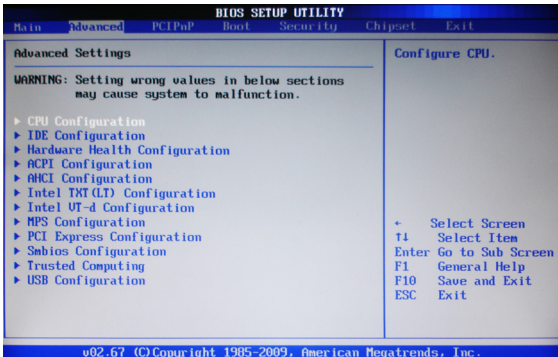 BIOS SETUP UTILITY
Main Advanced PCIPnP Boot Security Chipset Exit
Advanced Settings
WARNING: Setting wrong values in below sections
may cause system to malfunction.
▶ CPU Configuration
▶ IDE Configuration
▶ Hardware Health Configuration
▶ ACPI Configuration
▶ AHCI Configuration
▶ Intel TXT(LT) Configuration
▶ Intel VT-d Configuration
▶ MPS Configuration
▶ PCI Express Configuration
▶ Smbios Configuration
▶ Trusted Computing
▶ USB Configuration
Configure CPU.
← Select Screen
↑↓ Select Item
Enter Go to Sub Screen
F1 General Help
F10 Save and Exit
ESC Exit
v02.67 (C)Copyright 1985-2009, American Megatrends, Inc.